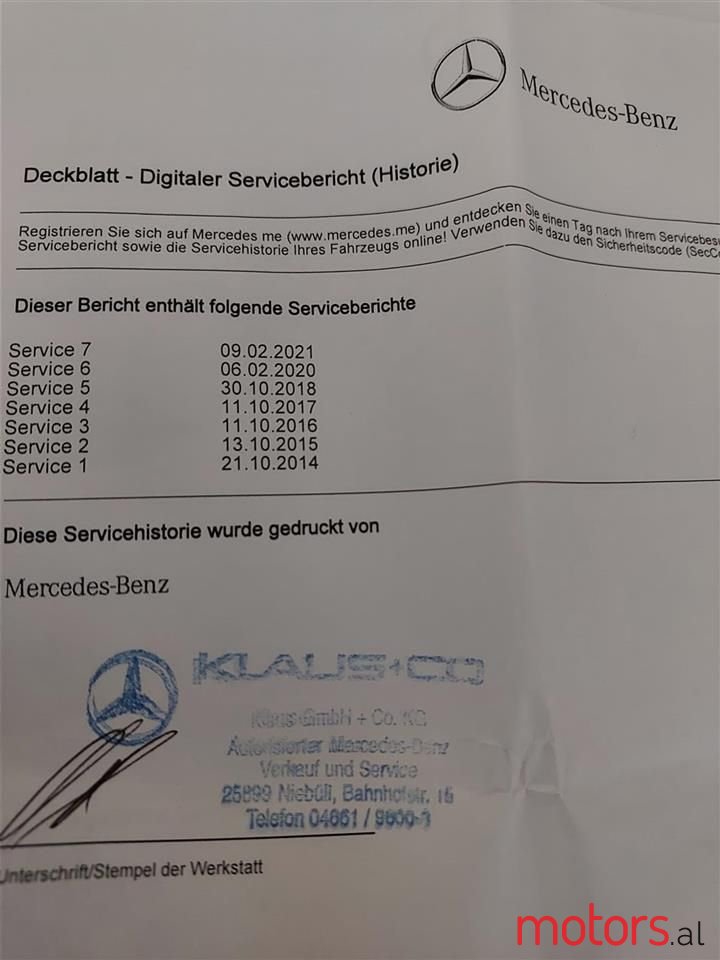 Mercedes-Benz
Deckblatt - Digitaler Servicebericht (Historie)
Registrieren Sie sich auf Mercedes me (www.mercedes.me) und entdecken Sie einen Tag nach Ihrem Servicebes
Servicebericht sowie die Servicehistorie Ihres Fahrzeugs online! Verwenden Sie dazu den Sicherheitscode (SecCo
Dieser Bericht enthält folgende Serviceberichte
Service 7 09.02.2021
Service 6 06.02.2020
Service 5 30.10.2018
Service 4 11.10.2017
Service 3 11.10.2016
Service 2 13.10.2015
Service 1 21.10.2014
Diese Servicehistorie wurde gedruckt von
Mercedes-Benz
KLAUS+CO
Klaus GmbH + Co. KG
Autorisierter Mercedes-Benz
Verkauf und Service
25899 Niebüll, Bahnhofstr. 15
Telefon 04661 / 9600-
Unterschrift/Stempel der Werkstatt
motors.al